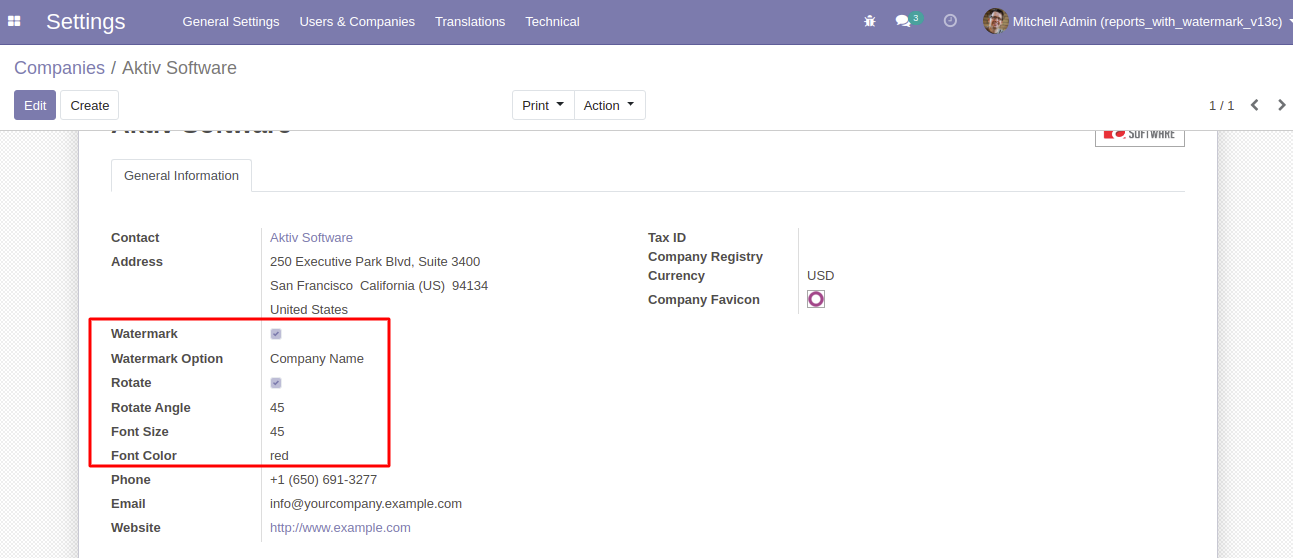 Settings General Settings Users & Companies Translations Technical 3 Mitchell Admin (reports_with_watermark_v13c)
Companies / Aktiv Software
Edit Create Print Action 1 / 1
Aktiv Software
SOFTWARE
General Information
Contact Aktiv Software
Address 250 Executive Park Blvd, Suite 3400
San Francisco California (US) 94134
United States
Watermark
Watermark Option Company Name
Rotate
Rotate Angle 45
Font Size 45
Font Color red
Phone +1 (650) 691-3277
Email info@yourcompany.example.com
Website http://www.example.com
Tax ID
Company Registry
Currency USD
Company Favicon